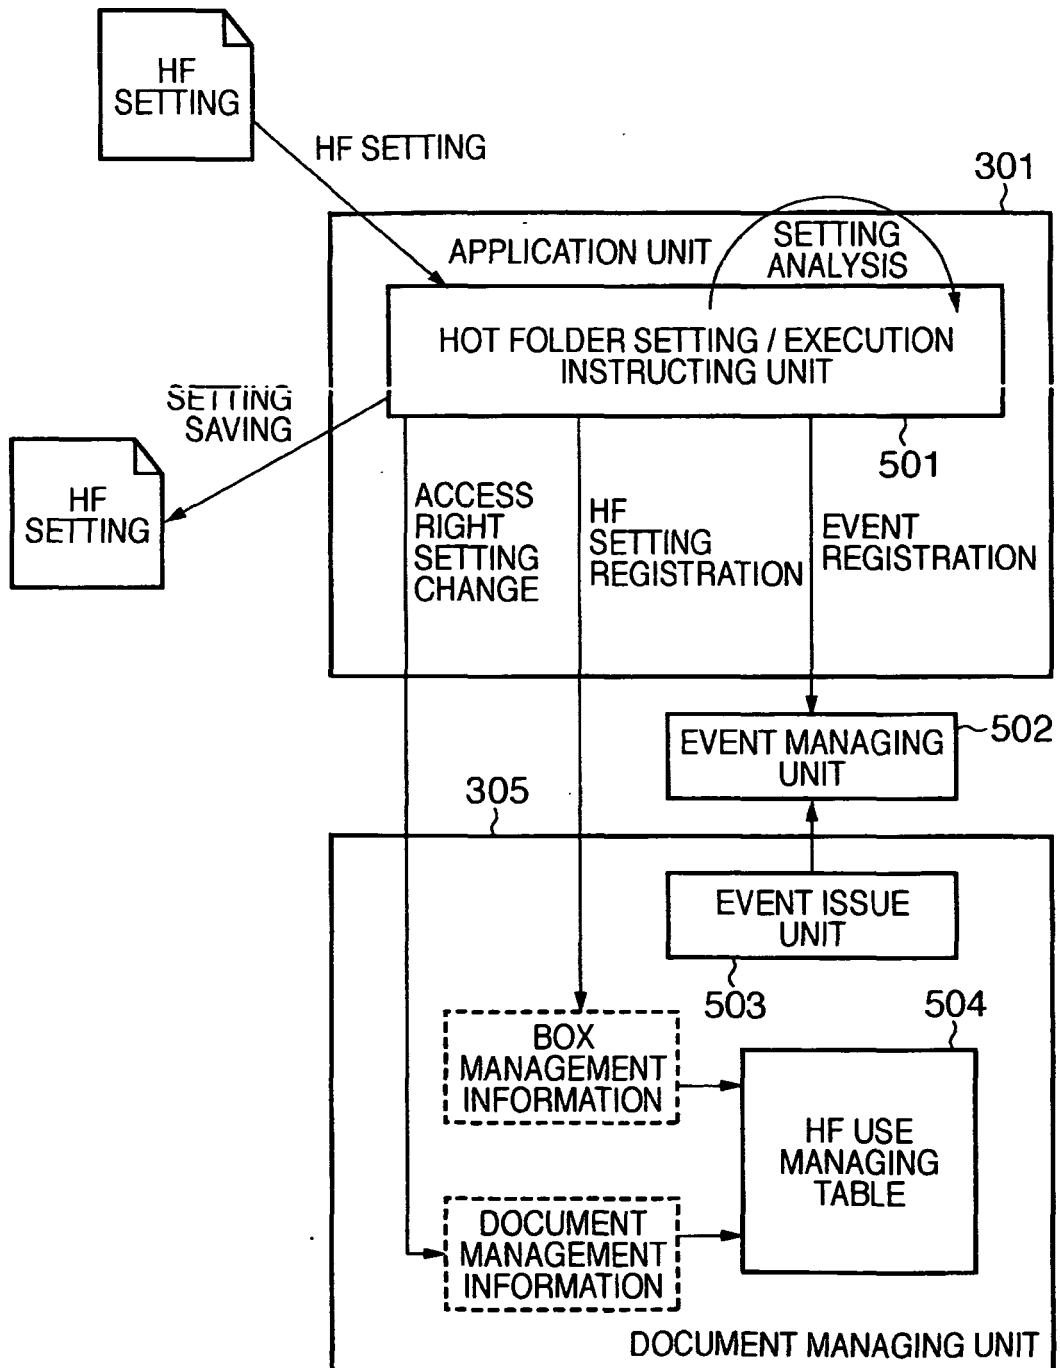 HF
SETTING
HF SETTING
301
APPLICATION UNIT
SETTING
ANALYSIS
HOT FOLDER SETTING / EXECUTION
INSTRUCTING UNIT
SETTING
SAVING
501
HF
SETTING
ACCESS
RIGHT
SETTING
CHANGE
HF
SETTING
REGISTRATION
EVENT
REGISTRATION
EVENT MANAGING
UNIT
502
305
EVENT ISSUE
UNIT
503
504
BOX
MANAGEMENT
INFORMATION
HF USE
MANAGING
TABLE
DOCUMENT
MANAGEMENT
INFORMATION
DOCUMENT MANAGING UNIT